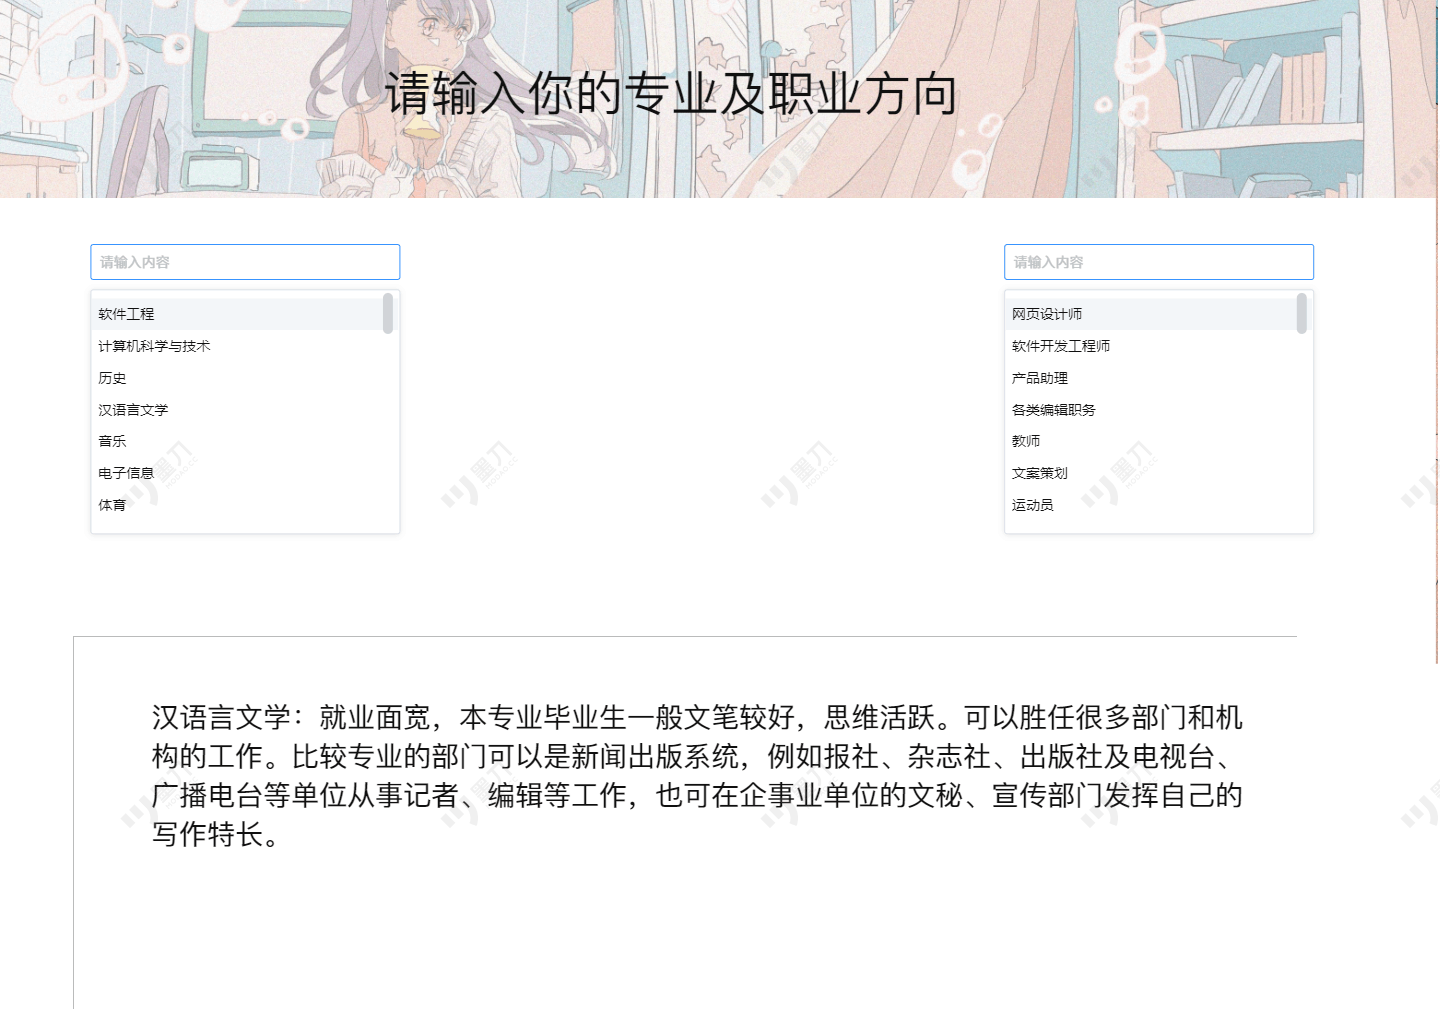 请输入你的专业及职业方向
请输入内容
软件工程
计算机科学与技术
历史
汉语言文学
音乐
电子信息
体育
请输入内容
网页设计师
软件开发工程师
产品助理
各类编辑职务
教师
文案策划
运动员
汉语言文学：就业面宽，本专业毕业生一般文笔较好，思维活跃。可以胜任很多部门和机
构的工作。比较专业的部门可以是新闻出版系统，例如报社、杂志社、出版社及电视台、
广播电台等单位从事记者、编辑等工作，也可在企事业单位的文秘、宣传部门发挥自己的
写作特长。
墨刀
墨刀
墨刀
墨刀